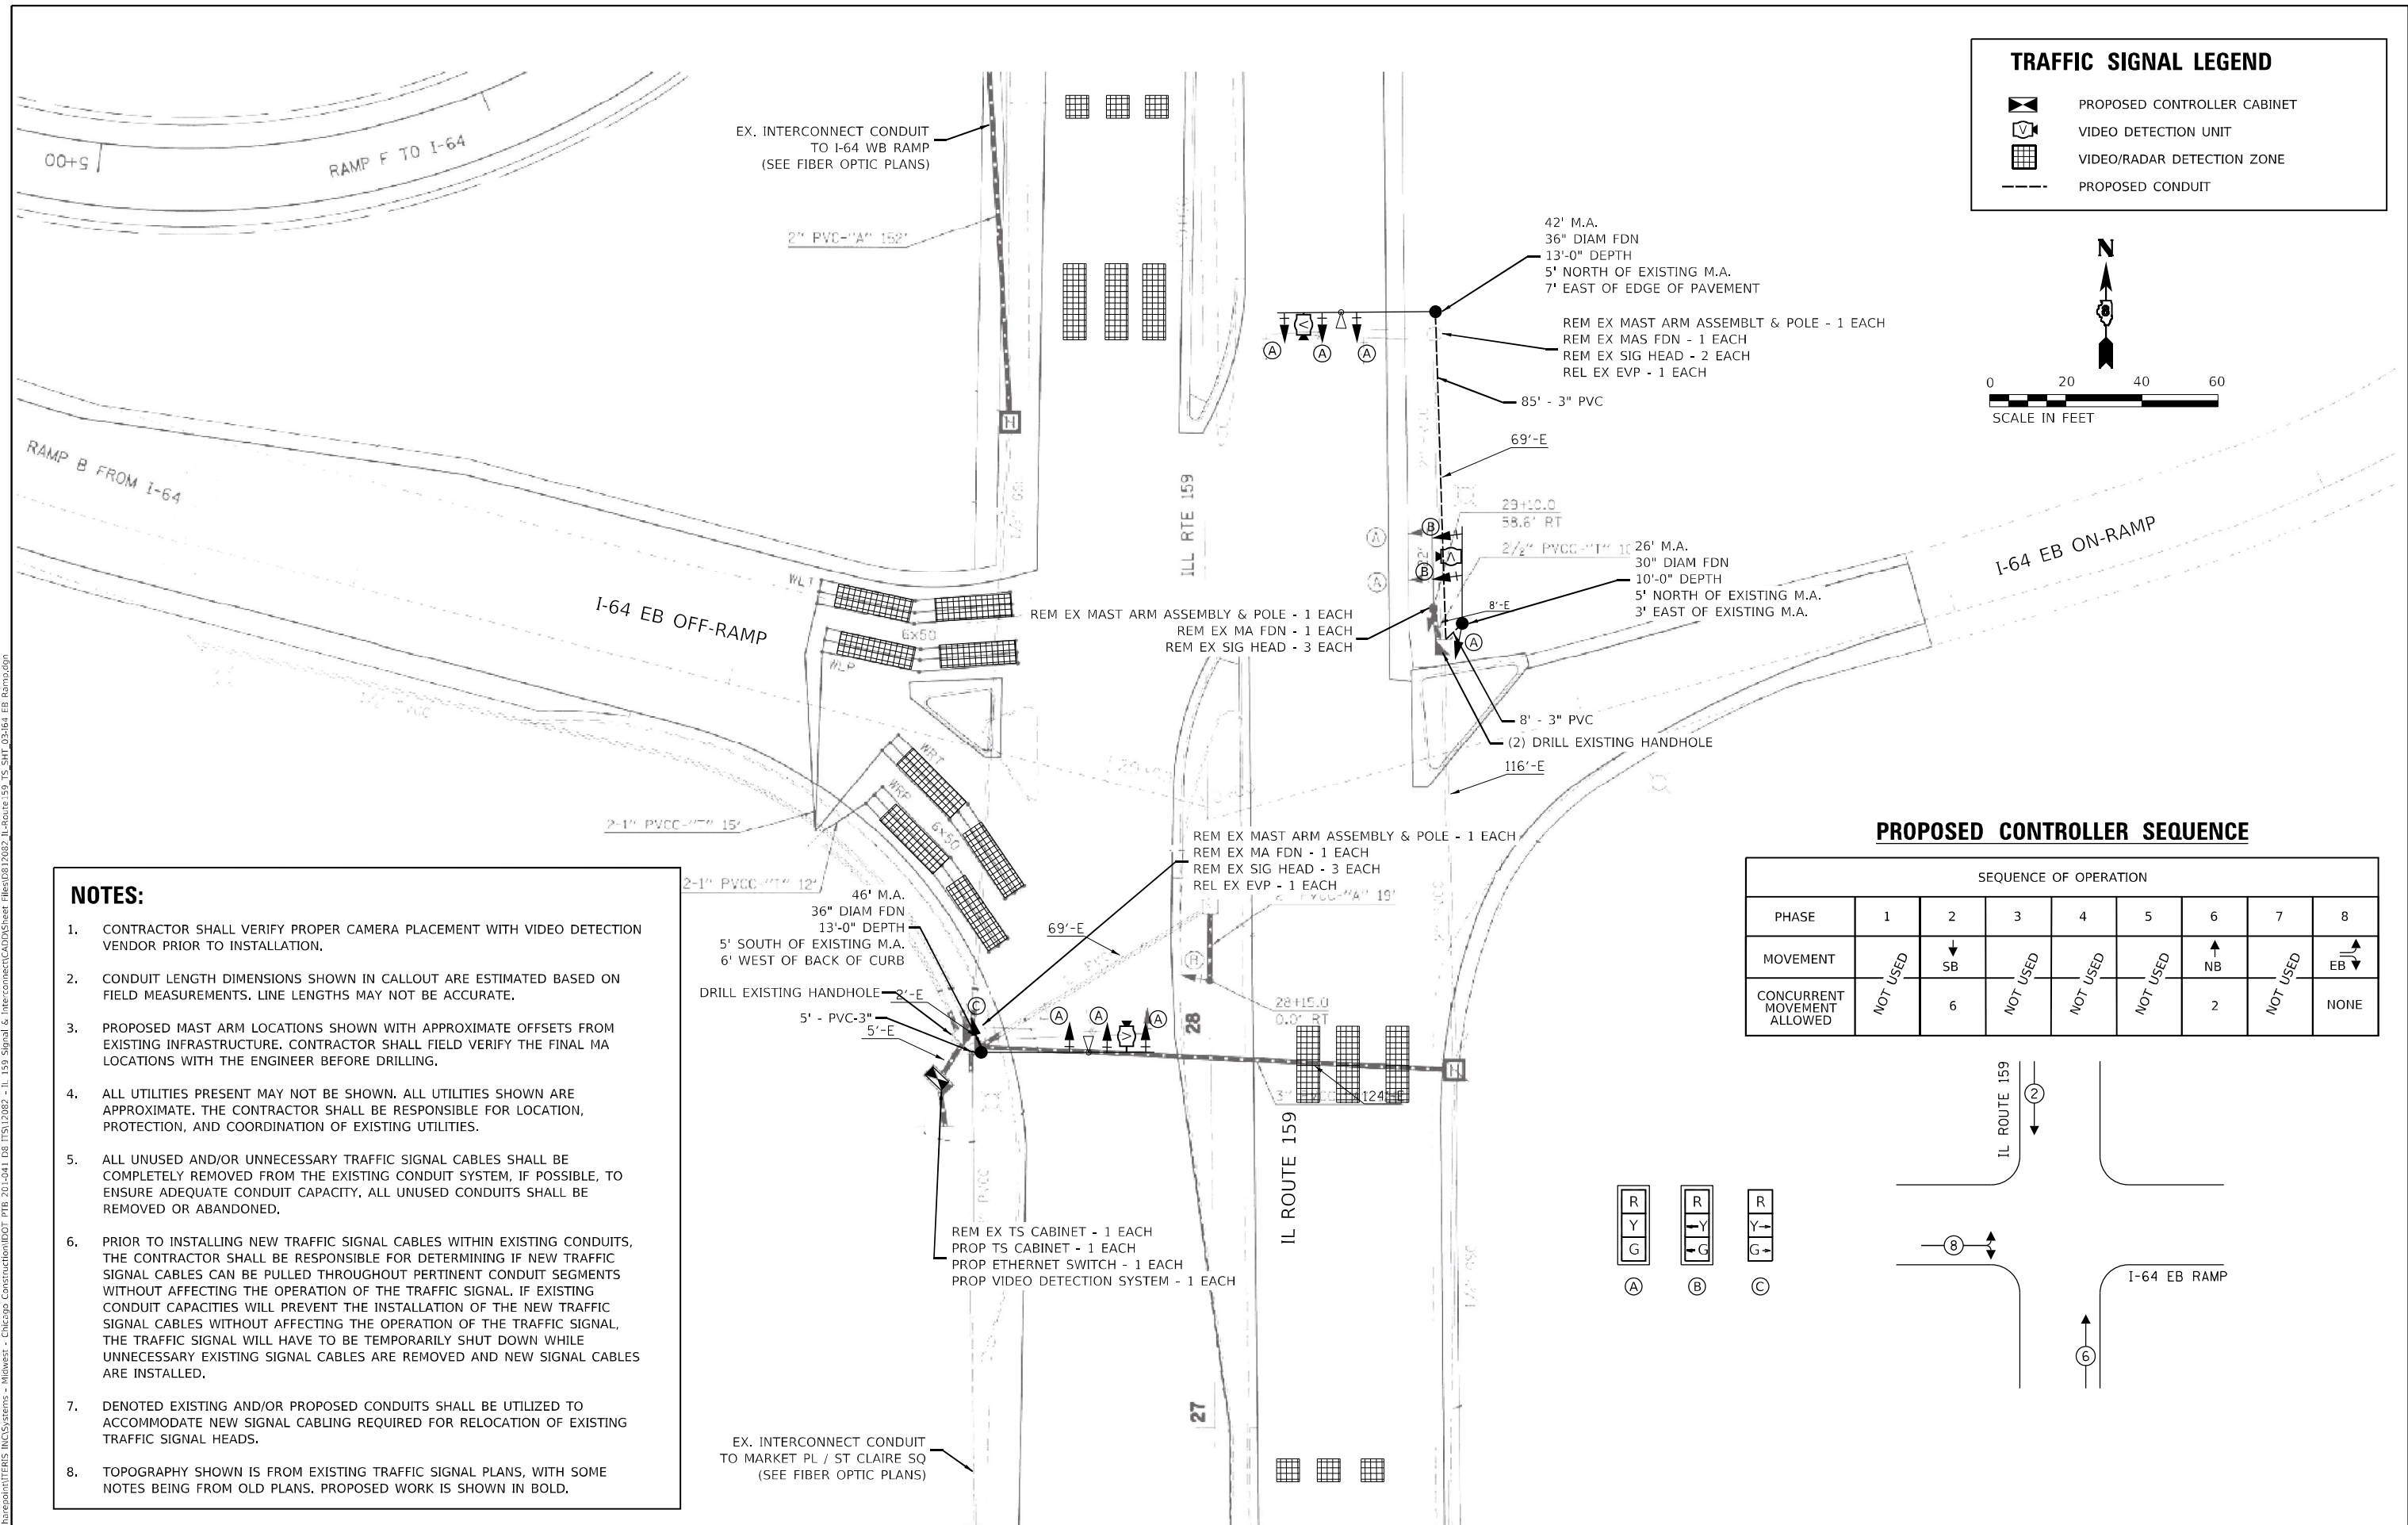 TRAFFIC SIGNAL LEGEND
PROPOSED CONTROLLER CABINET
V
VIDEO DETECTION UNIT
VIDEO/RADAR DETECTION ZONE
PROPOSED CONDUIT
N
8
0 20 40 60
SCALE IN FEET
5+00
RAMP F TO I-64
EX. INTERCONNECT CONDUIT
TO I-64 WB RAMP
(SEE FIBER OPTIC PLANS)
2" PVC-"A" 152'
42' M.A.
36" DIAM FDN
13'-0" DEPTH
5' NORTH OF EXISTING M.A.
7' EAST OF EDGE OF PAVEMENT
REM EX MAST ARM ASSEMBLT & POLE - 1 EACH
REM EX MAS FDN - 1 EACH
REM EX SIG HEAD - 2 EACH
REL EX EVP - 1 EACH
V
A A A
85' - 3" PVC
69'-E
H
RAMP B FROM I-64
ILL RTE 159
29+10.0
58.6' RT
A
B
V
B
A
26' M.A.
30" DIAM FDN
10'-0" DEPTH
5' NORTH OF EXISTING M.A.
3' EAST OF EXISTING M.A.
8'-E
A
I-64 EB ON-RAMP
WLT
6x50
WLP
I-64 EB OFF-RAMP
REM EX MAST ARM ASSEMBLY & POLE - 1 EACH
REM EX MA FDN - 1 EACH
REM EX SIG HEAD - 3 EACH
8' - 3" PVC
(2) DRILL EXISTING HANDHOLE
116'-E
WRT
WRP
6x50
2-1" PVCC-"T" 15'
2-1" PVCC-"T" 12'
REM EX MAST ARM ASSEMBLY & POLE - 1 EACH
REM EX MA FDN - 1 EACH
REM EX SIG HEAD - 3 EACH
REL EX EVP - 1 EACH
2" PVCC-"A" 19'
46' M.A.
36" DIAM FDN
13'-0" DEPTH
5' SOUTH OF EXISTING M.A.
6' WEST OF BACK OF CURB
69'-E
H
DRILL EXISTING HANDHOLE
2'-E
5' - PVC-3"
5'-E
C
A A V A
28+15.0
0.0' RT
28
124'-E
REM EX TS CABINET - 1 EACH
PROP TS CABINET - 1 EACH
PROP ETHERNET SWITCH - 1 EACH
PROP VIDEO DETECTION SYSTEM - 1 EACH
IL ROUTE 159
27
EX. INTERCONNECT CONDUIT
TO MARKET PL / ST CLAIRE SQ
(SEE FIBER OPTIC PLANS)
NOTES:
1. CONTRACTOR SHALL VERIFY PROPER CAMERA PLACEMENT WITH VIDEO DETECTION
VENDOR PRIOR TO INSTALLATION.
2. CONDUIT LENGTH DIMENSIONS SHOWN IN CALLOUT ARE ESTIMATED BASED ON
FIELD MEASUREMENTS. LINE LENGTHS MAY NOT BE ACCURATE.
3. PROPOSED MAST ARM LOCATIONS SHOWN WITH APPROXIMATE OFFSETS FROM
EXISTING INFRASTRUCTURE. CONTRACTOR SHALL FIELD VERIFY THE FINAL MA
LOCATIONS WITH THE ENGINEER BEFORE DRILLING.
4. ALL UTILITIES PRESENT MAY NOT BE SHOWN. ALL UTILITIES SHOWN ARE
APPROXIMATE. THE CONTRACTOR SHALL BE RESPONSIBLE FOR LOCATION,
PROTECTION, AND COORDINATION OF EXISTING UTILITIES.
5. ALL UNUSED AND/OR UNNECESSARY TRAFFIC SIGNAL CABLES SHALL BE
COMPLETELY REMOVED FROM THE EXISTING CONDUIT SYSTEM, IF POSSIBLE, TO
ENSURE ADEQUATE CONDUIT CAPACITY. ALL UNUSED CONDUITS SHALL BE
REMOVED OR ABANDONED.
6. PRIOR TO INSTALLING NEW TRAFFIC SIGNAL CABLES WITHIN EXISTING CONDUITS,
THE CONTRACTOR SHALL BE RESPONSIBLE FOR DETERMINING IF NEW TRAFFIC
SIGNAL CABLES CAN BE PULLED THROUGHOUT PERTINENT CONDUIT SEGMENTS
WITHOUT AFFECTING THE OPERATION OF THE TRAFFIC SIGNAL. IF EXISTING
CONDUIT CAPACITIES WILL PREVENT THE INSTALLATION OF THE NEW TRAFFIC
SIGNAL CABLES WITHOUT AFFECTING THE OPERATION OF THE TRAFFIC SIGNAL,
THE TRAFFIC SIGNAL WILL HAVE TO BE TEMPORARILY SHUT DOWN WHILE
UNNECESSARY EXISTING SIGNAL CABLES ARE REMOVED AND NEW SIGNAL CABLES
ARE INSTALLED.
7. DENOTED EXISTING AND/OR PROPOSED CONDUITS SHALL BE UTILIZED TO
ACCOMMODATE NEW SIGNAL CABLING REQUIRED FOR RELOCATION OF EXISTING
TRAFFIC SIGNAL HEADS.
8. TOPOGRAPHY SHOWN IS FROM EXISTING TRAFFIC SIGNAL PLANS, WITH SOME
NOTES BEING FROM OLD PLANS. PROPOSED WORK IS SHOWN IN BOLD.
PROPOSED CONTROLLER SEQUENCE
SEQUENCE OF OPERATION
PHASE 1 2 3 4 5 6 7 8
MOVEMENT NOT USED SB NOT USED NOT USED NOT USED NB NOT USED EB
CONCURRENT
MOVEMENT
ALLOWED
6 2 NONE
R R R
Y Y Y
G G G
A B C
IL ROUTE 159
2
8
I-64 EB RAMP
6